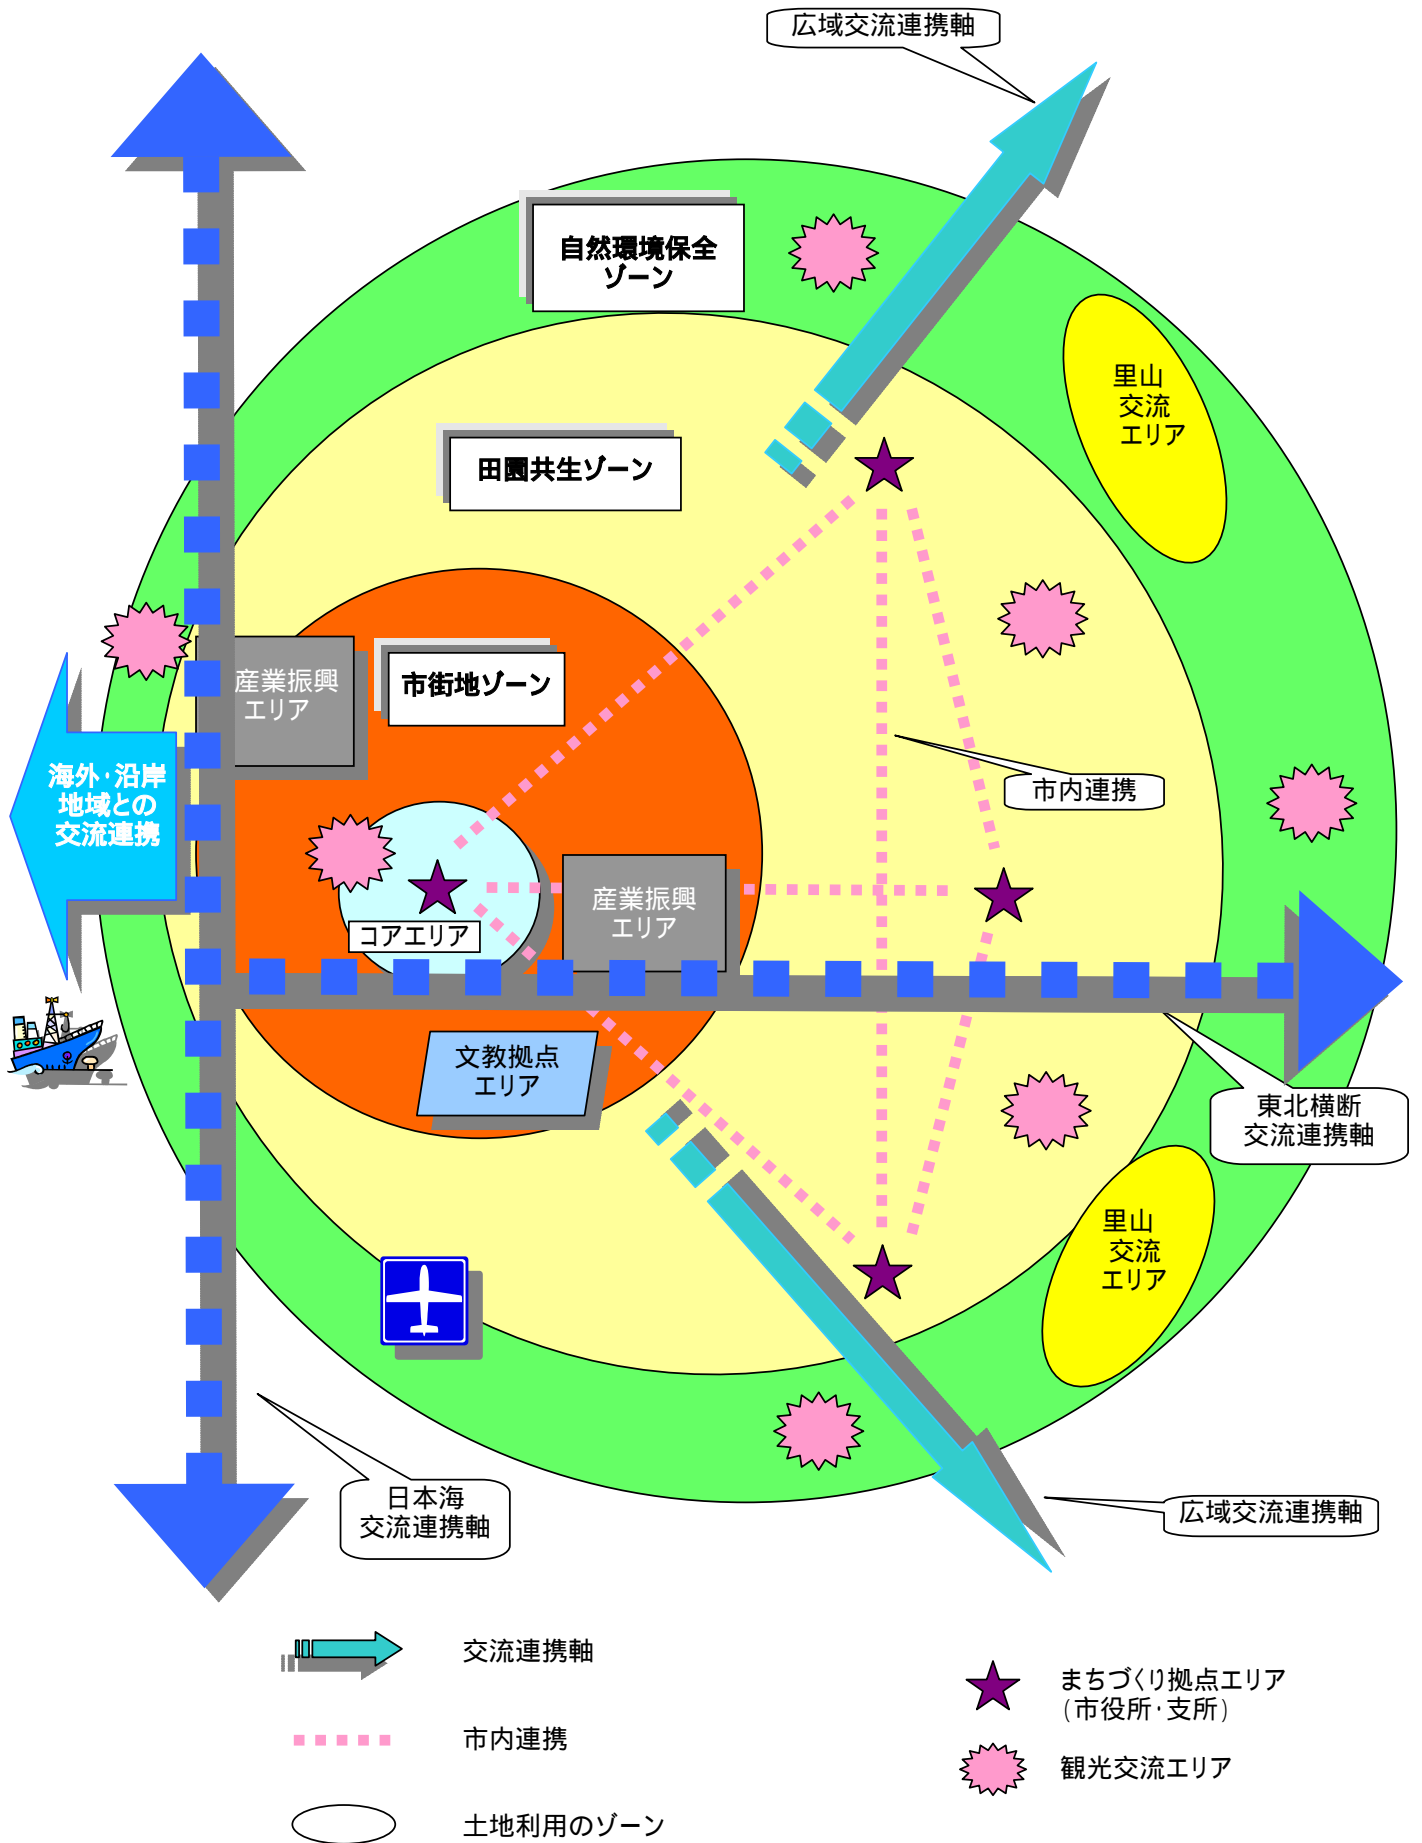 広域交流連携軸
自然環境保全
ゾーン
里山
交流
エリア
田園共生ゾーン
産業振興
エリア
市街地ゾーン
海外・沿岸
地域との
交流連携
市内連携
産業振興
エリア
コアエリア
文教拠点
エリア
東北横断
交流連携軸
里山
交流
エリア
日本海
交流連携軸
広域交流連携軸
交流連携軸
まちづくり拠点エリア
(市役所・支所)
市内連携
観光交流エリア
土地利用のゾーン